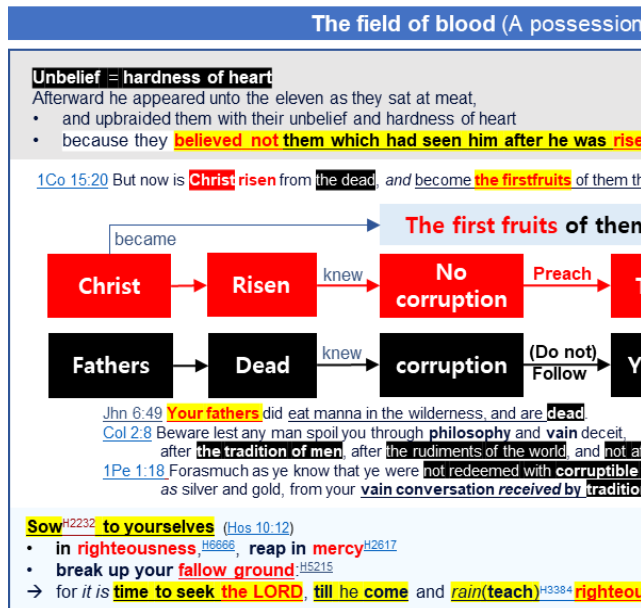 The field of blood (A possession
Unbelief = hardness of heart
Afterward he appeared unto the eleven as they sat at meat,
• and upbraided them with their unbelief and hardness of heart
• because they believed not them which had seen him after he was rise
1Co 15:20 But now is Christ risen from the dead, and become the firstfruits of them th
became
The first fruits of them
Christ
Risen
knew
No
corruption
Preach
T
Fathers
Dead
knew
corruption
(Do not)
Follow
Y
Jhn 6:49 Your fathers did eat manna in the wilderness, and are dead.
Col 2:8 Beware lest any man spoil you through philosophy and vain deceit,
after the tradition of men, after the rudiments of the world, and not af
1Pe 1:18 Forasmuch as ye know that ye were not redeemed with corruptible
as silver and gold, from your vain conversation received by tradition
Sow H2232 to yourselves (Hos 10:12)
• in righteousness,H6666, reap in mercy H2617
• break up your fallow ground:H5215
→ for it is time to seek the LORD, till he come and rain(teach)H3384 righteou